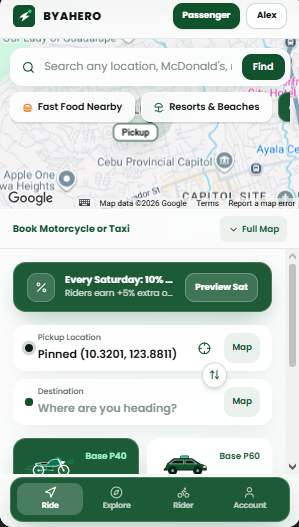 BYAHERO
Passenger
Alex
Our Lady of Guadalupe
Search any location, McDonald's,
Find
Fast Food Nearby
Resorts & Beaches
Pickup
Cebu Provincial Capitol
Ayala Ce
Apple One
wa Heights
CAPITOL SITE
Google
Map data ©2026 Google
Terms
Report a map error
Book Motorcycle or Taxi
Full Map
Every Saturday: 10% ...
Riders earn +5% extra o...
Preview Sat
Pickup Location
Pinned (10.3201, 123.8811)
Map
Destination
Where are you heading?
Map
Base P40
Base P60
Ride
Explore
Rider
Account